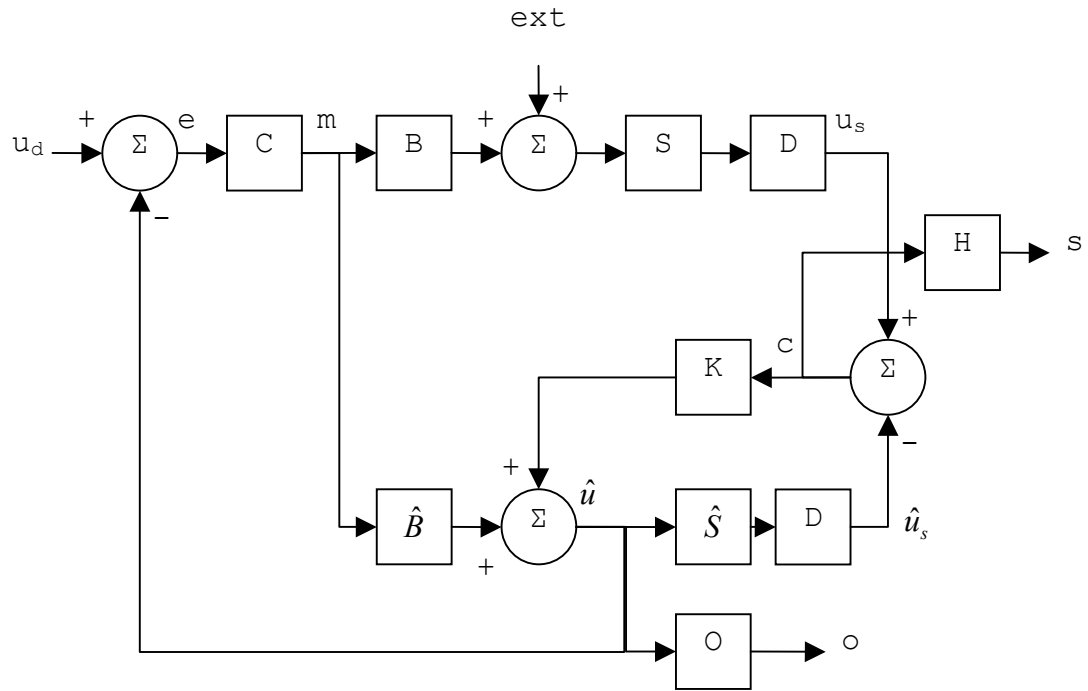 ext
+
+ e m + u_s
u_d Σ C B Σ S D
−
H s
+
c
K Σ
−
+ û
B̂ Σ Ŝ D û_s
+
O o